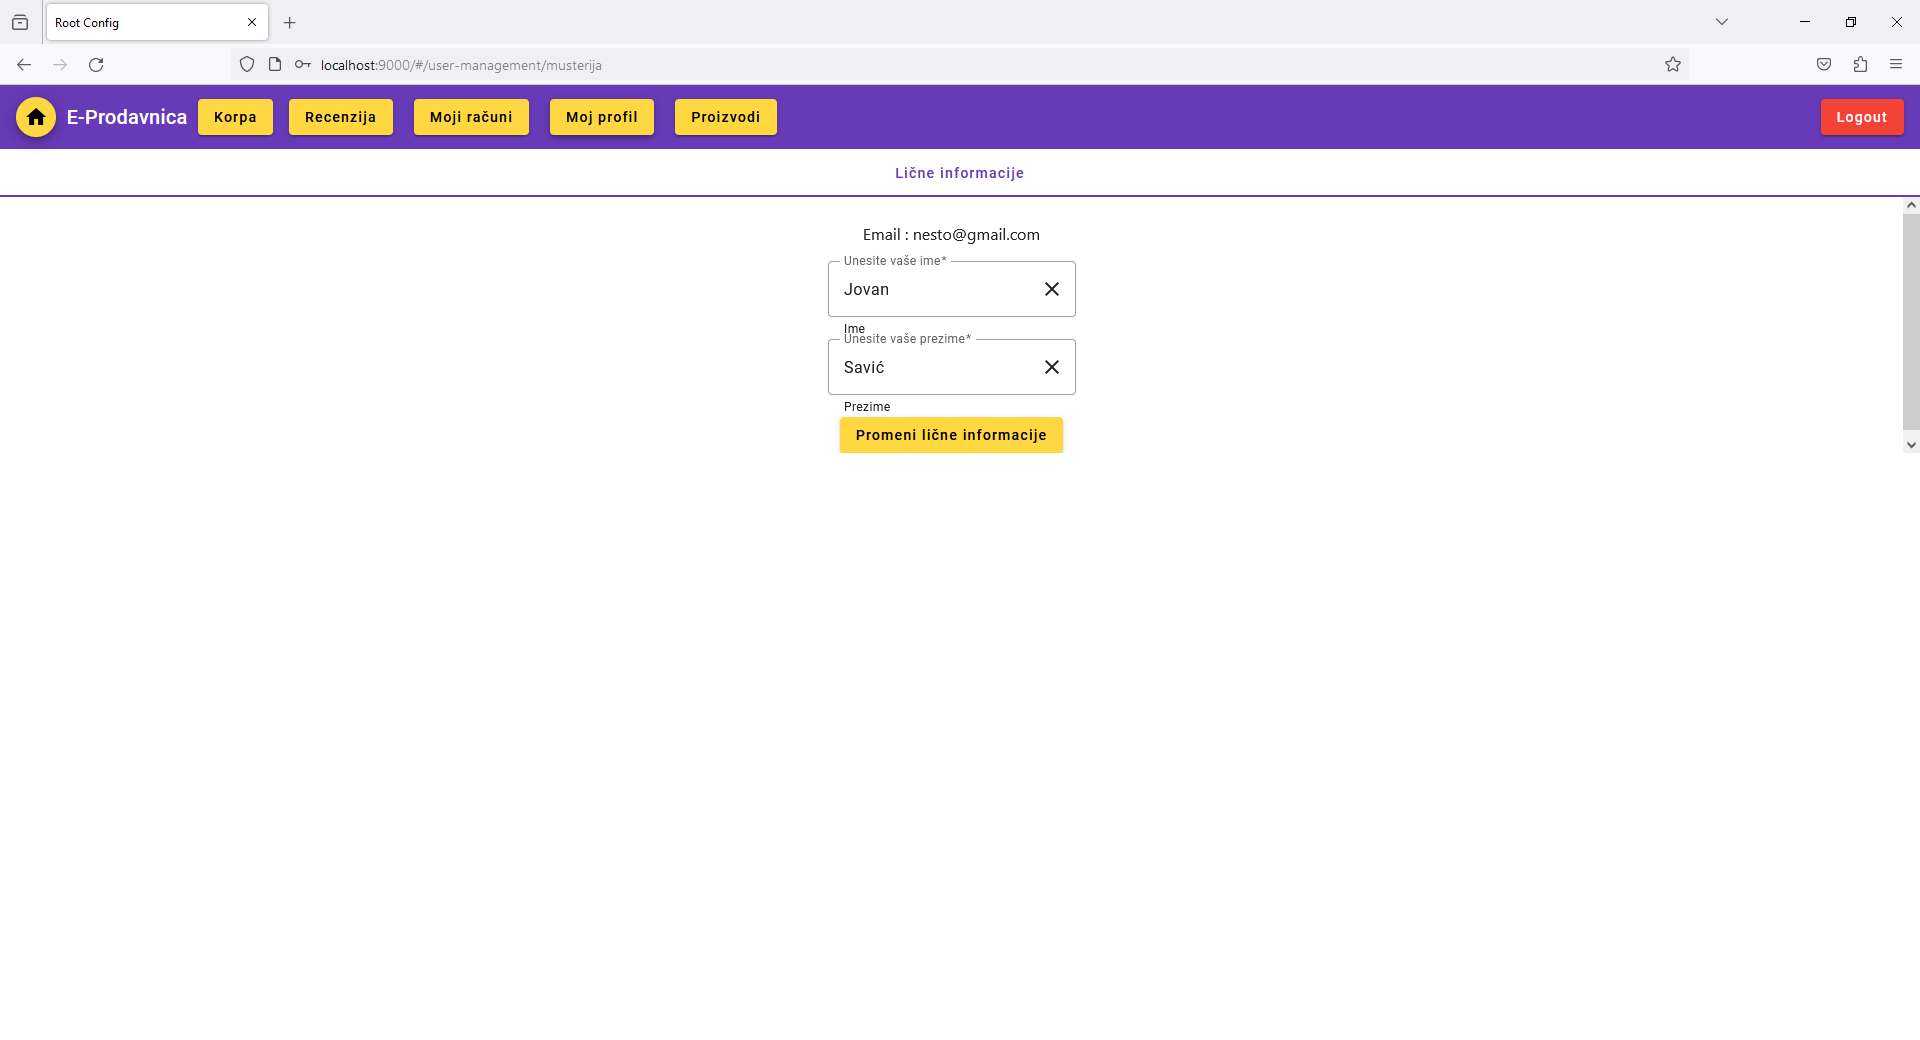 Root Config
localhost:9000/#/user-management/musterija
E-Prodavnica Korpa Recenzija Moji računi Moj profil Proizvodi Logout
Lične informacije
Email : nesto@gmail.com
Unesite vaše ime*
Jovan
Ime
Unesite vaše prezime*
Savić
Prezime
Promeni lične informacije